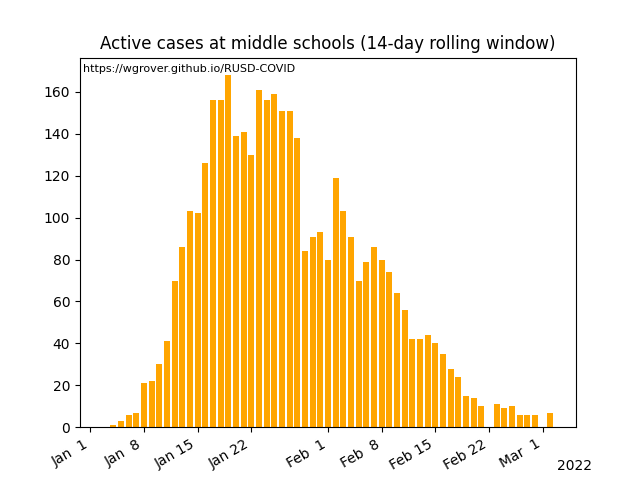 Active cases at middle schools (14-day rolling window)
https://wgrover.github.io/RUSD-COVID
160
140
120
100
80
60
40
20
0
Jan 1
Jan 8
Jan 15
Jan 22
Feb 1
Feb 8
Feb 15
Feb 22
Mar 1
2022